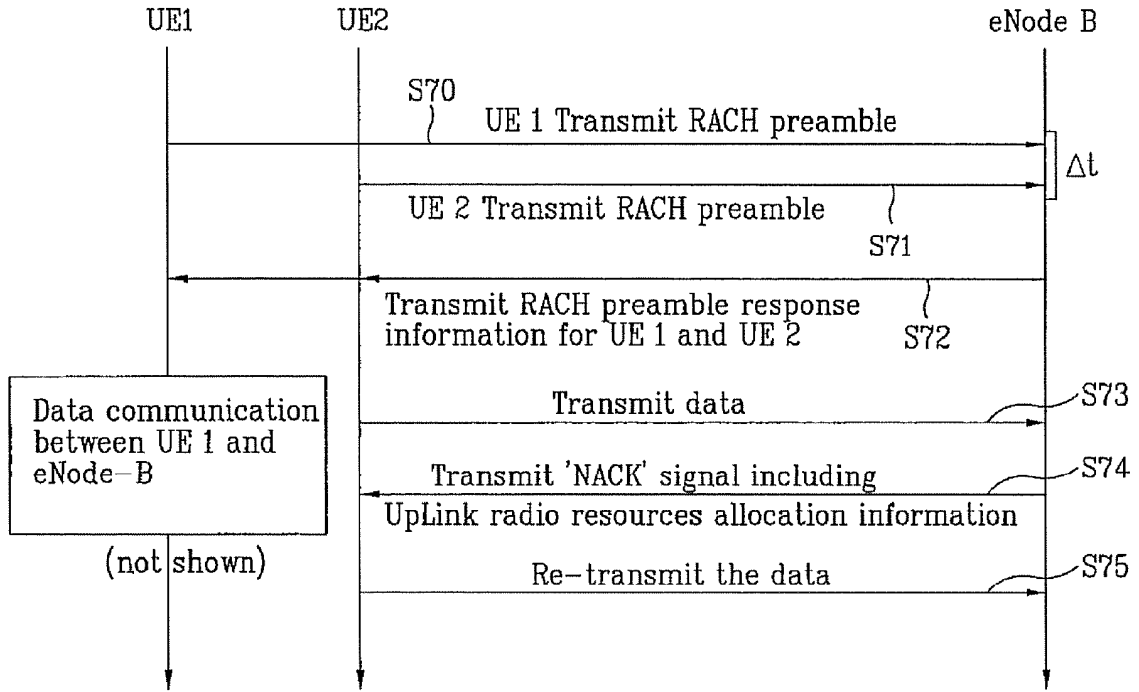 UE1
UE2
eNode B
S70
UE 1 Transmit RACH preamble
Δt
UE 2 Transmit RACH preamble
S71
Transmit RACH preamble response
information for UE 1 and UE 2
S72
Data communication
between UE 1 and
eNode-B
(not shown)
Transmit data
S73
Transmit 'NACK' signal including
S74
UpLink radio resources allocation information
Re-transmit the data
S75